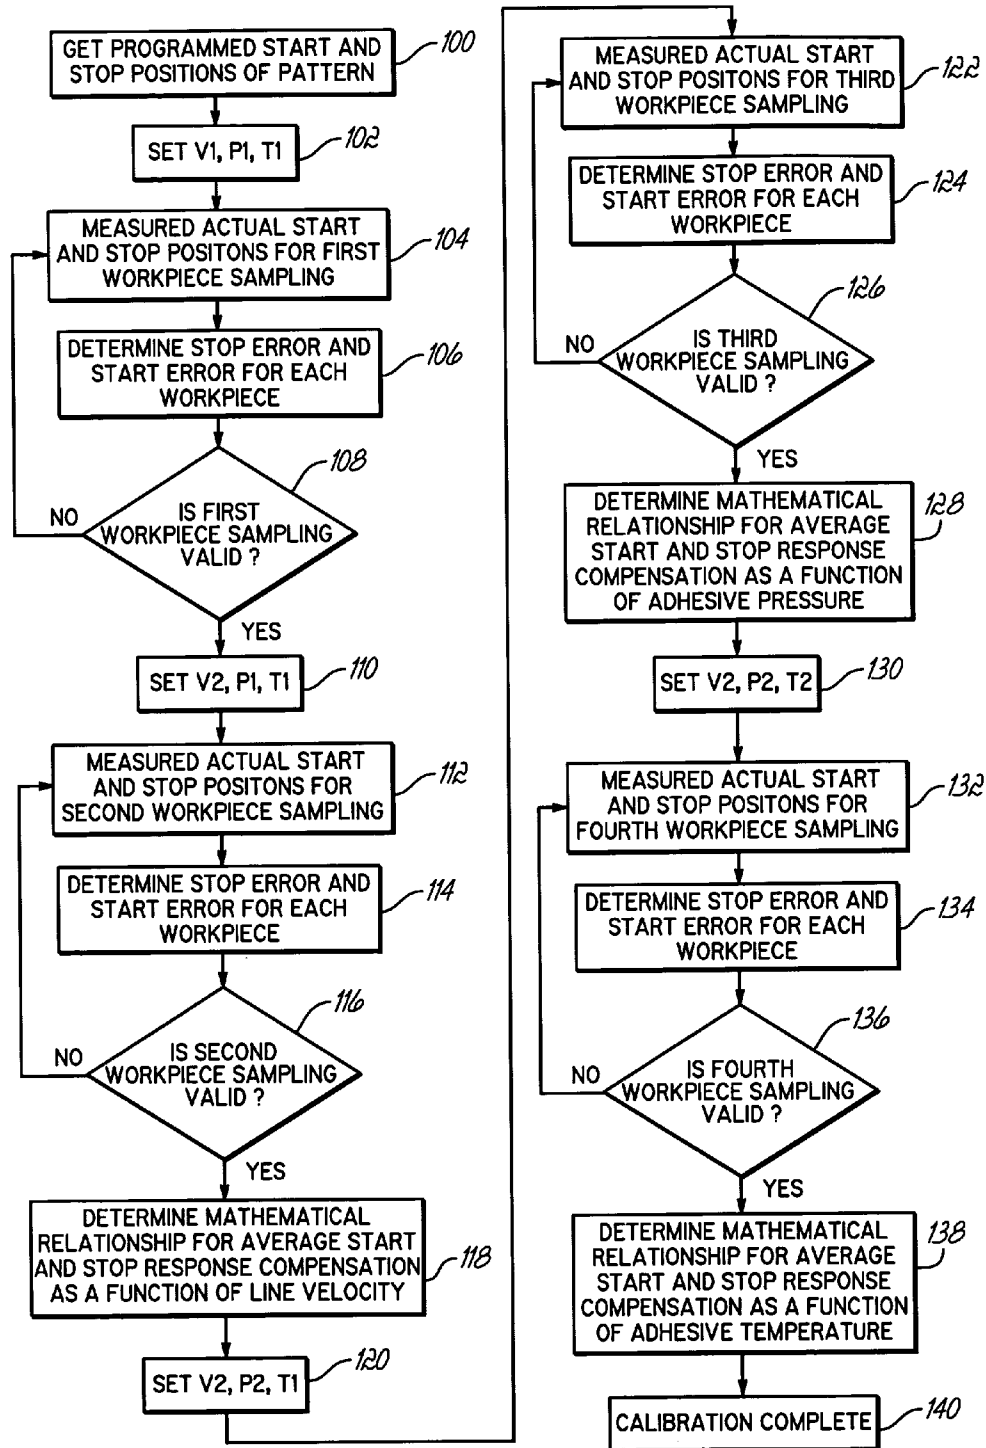 GET PROGRAMMED START AND
STOP POSITIONS OF PATTERN
100
SET V1, P1, T1
102
MEASURED ACTUAL START
AND STOP POSITONS FOR FIRST
WORKPIECE SAMPLING
104
DETERMINE STOP ERROR AND
START ERROR FOR EACH
WORKPIECE
106
IS FIRST
WORKPIECE SAMPLING
VALID ?
108
NO
YES
SET V2, P1, T1
110
MEASURED ACTUAL START
AND STOP POSITONS FOR
SECOND WORKPIECE SAMPLING
112
DETERMINE STOP ERROR AND
START ERROR FOR EACH
WORKPIECE
114
IS SECOND
WORKPIECE SAMPLING
VALID ?
116
NO
YES
DETERMINE MATHEMATICAL
RELATIONSHIP FOR AVERAGE START
AND STOP RESPONSE COMPENSATION
AS A FUNCTION OF LINE VELOCITY
118
SET V2, P2, T1
120
MEASURED ACTUAL START
AND STOP POSITONS FOR THIRD
WORKPIECE SAMPLING
122
DETERMINE STOP ERROR AND
START ERROR FOR EACH
WORKPIECE
124
IS THIRD
WORKPIECE SAMPLING
VALID ?
126
NO
YES
DETERMINE MATHEMATICAL
RELATIONSHIP FOR AVERAGE
START AND STOP RESPONSE
COMPENSATION AS A FUNCTION
OF ADHESIVE PRESSURE
128
SET V2, P2, T2
130
MEASURED ACTUAL START
AND STOP POSITONS FOR
FOURTH WORKPIECE SAMPLING
132
DETERMINE STOP ERROR AND
START ERROR FOR EACH
WORKPIECE
134
IS FOURTH
WORKPIECE SAMPLING
VALID ?
136
NO
YES
DETERMINE MATHEMATICAL
RELATIONSHIP FOR AVERAGE
START AND STOP RESPONSE
COMPENSATION AS A FUNCTION
OF ADHESIVE TEMPERATURE
138
CALIBRATION COMPLETE
140